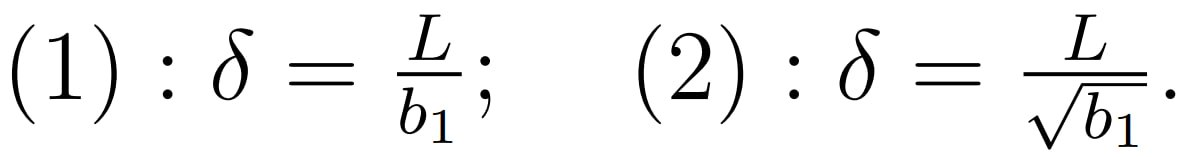 (1) : δ = L/b₁; (2) : δ = L/√b₁.